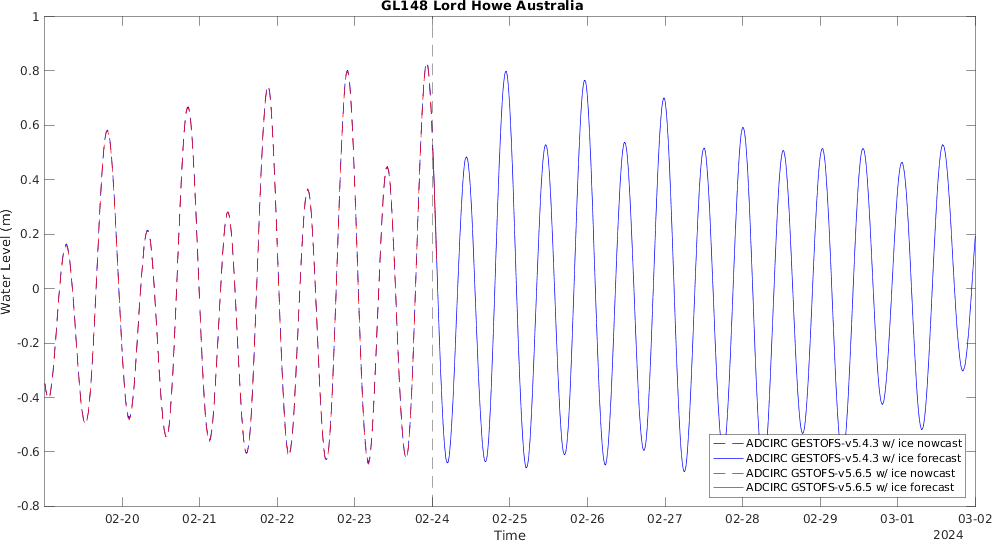 GL148 Lord Howe Australia
Water Level (m)
1
0.8
0.6
0.4
0.2
0
-0.2
-0.4
-0.6
-0.8
02-20 02-21 02-22 02-23 02-24 02-25 02-26 02-27 02-28 02-29 03-01 03-02
Time
2024
ADCIRC GESTOFS-v5.4.3 w/ ice nowcast
ADCIRC GESTOFS-v5.4.3 w/ ice forecast
ADCIRC GSTOFS-v5.6.5 w/ ice nowcast
ADCIRC GSTOFS-v5.6.5 w/ ice forecast